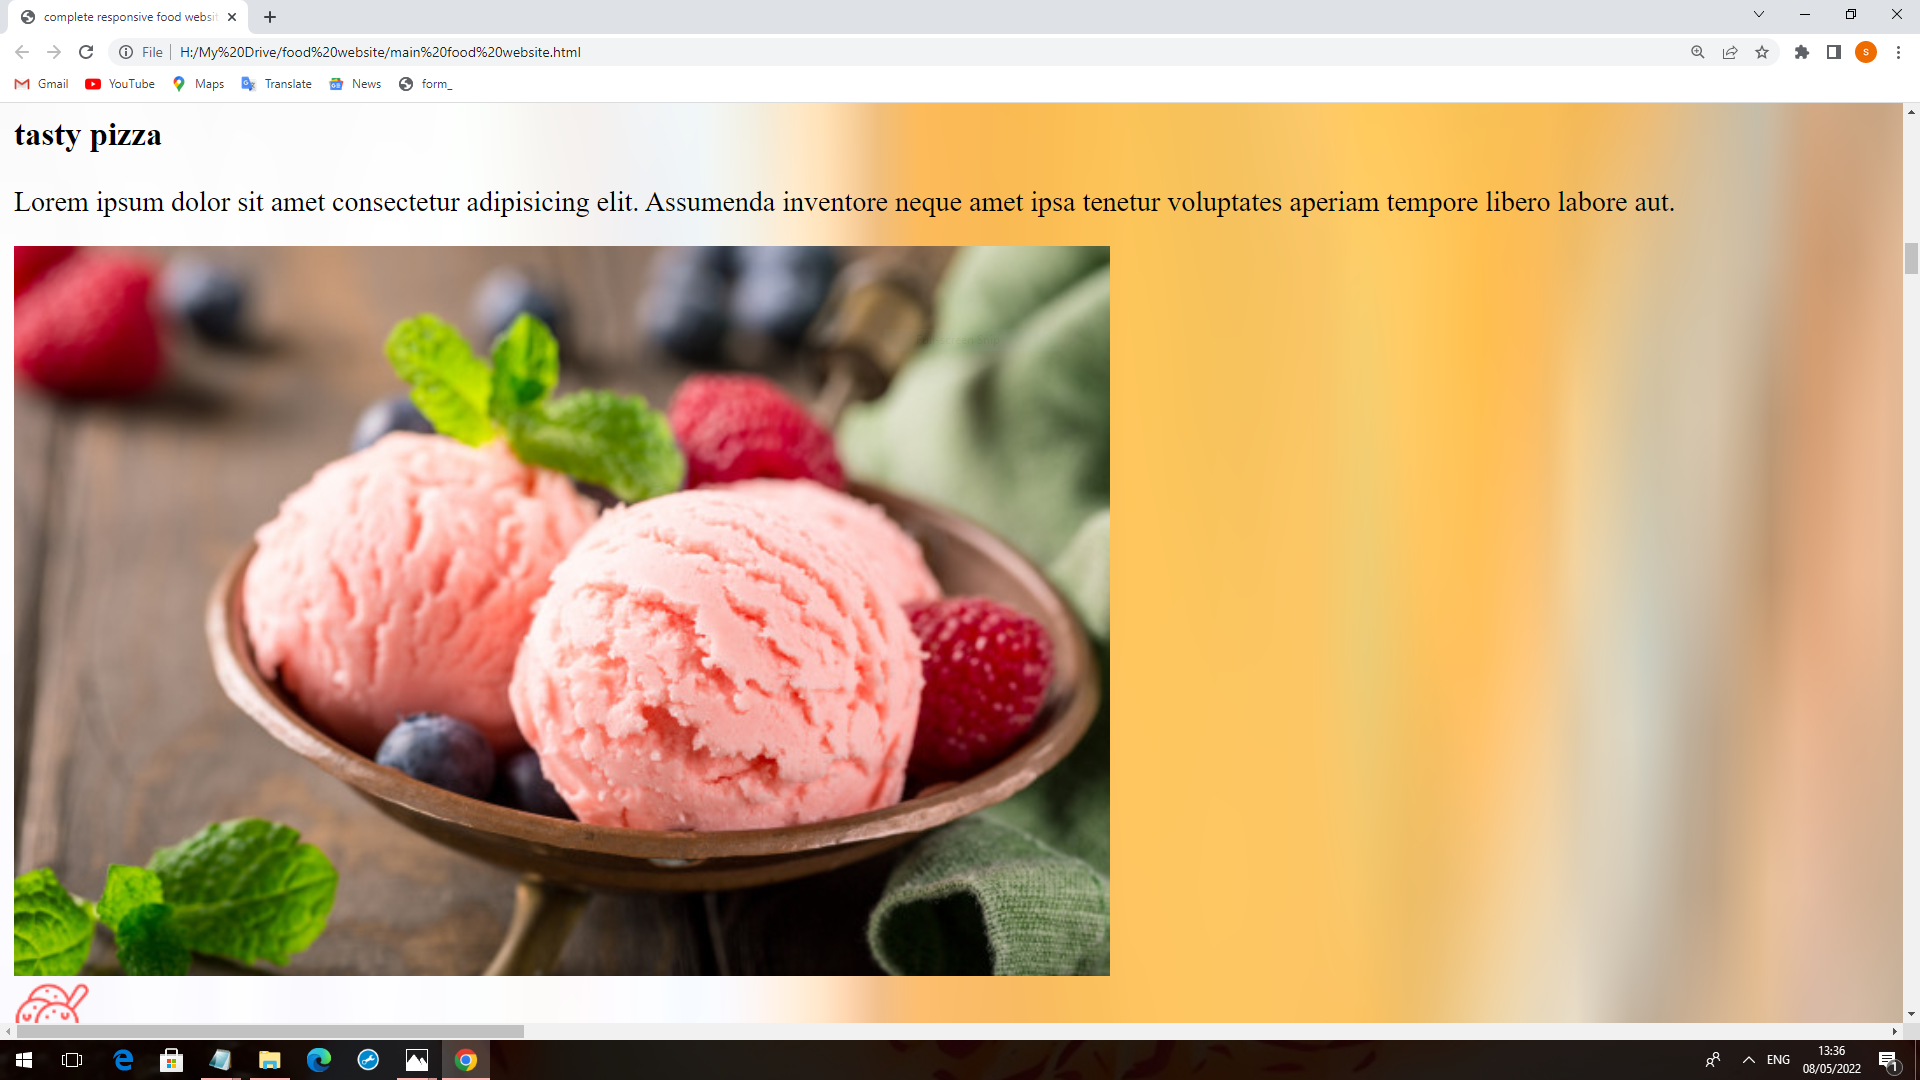 complete responsive food websit
File
H:/My%20Drive/food%20website/main%20food%20website.html
S
Gmail
YouTube
Maps
Translate
News
form_
tasty pizza
Lorem ipsum dolor sit amet consectetur adipisicing elit. Assumenda inventore neque amet ipsa tenetur voluptates aperiam tempore libero labore aut.
ENG
13:36
08/05/2022
1